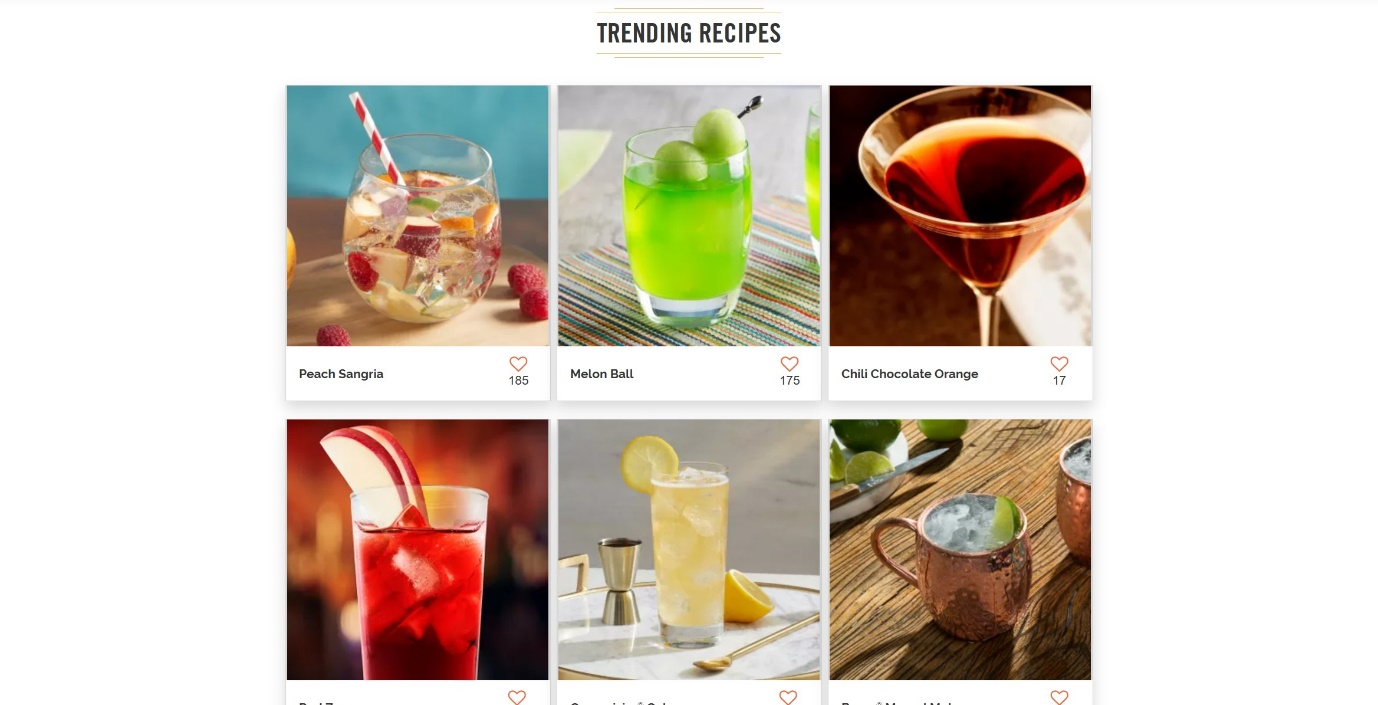 TRENDING RECIPES
Peach Sangria
185
Melon Ball
175
Chili Chocolate Orange
17